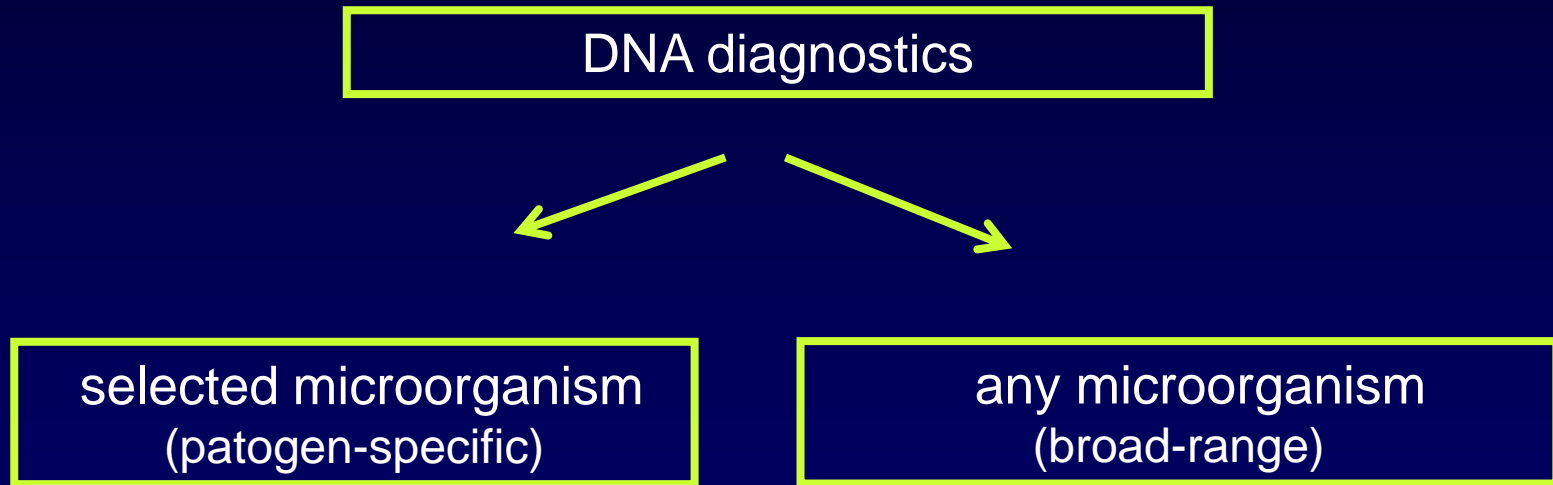 DNA diagnostics
selected microorganism
(patogen-specific)
any microorganism
(broad-range)